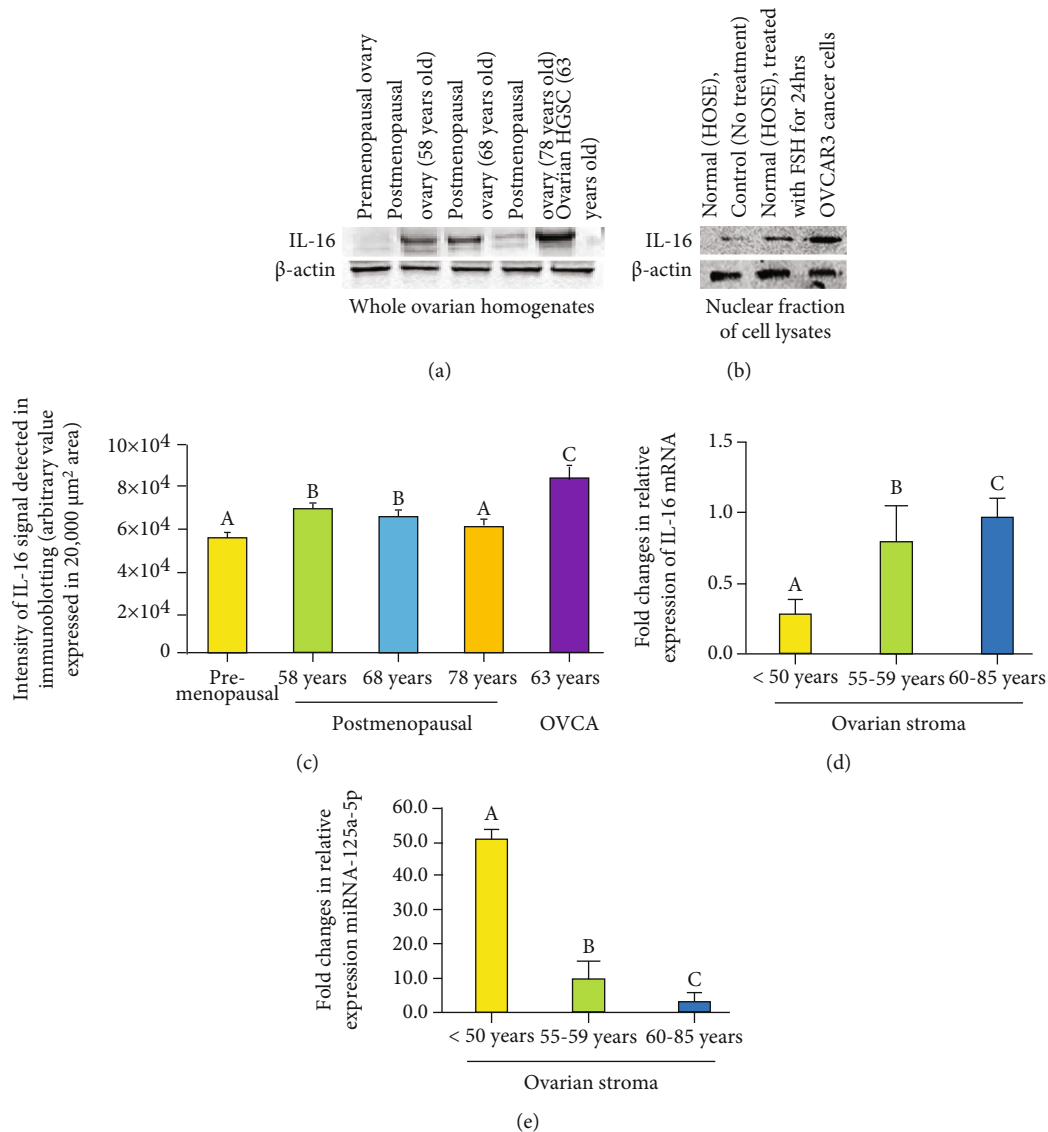 Premenopausal ovary
Postmenopausal
ovary (58 years old)
Postmenopausal
ovary (68 years old)
Postmenopausal
ovary (78 years old)
Ovarian HGSC (63
years old)
IL-16
β-actin
Whole ovarian homogenates
(a)
Normal (HOSE),
Control (No treatment)
Normal (HOSE), treated
with FSH for 24hrs
OVCAR3 cancer cells
IL-16
β-actin
Nuclear fraction
of cell lysates
(b)
Intensity of IL-16 signal detected in
immunoblotting (arbitrary value
expressed in 20,000 μm² area)
10×10⁴
8×10⁴
6×10⁴
4×10⁴
2×10⁴
0
A
B
B
A
C
Pre-
menopausal
58 years
68 years
78 years
63 years
Postmenopausal
OVCA
(c)
Fold changes in relative
expression of IL-16 mRNA
1.5
1.0
0.5
0.0
A
B
C
< 50 years
55-59 years
60-85 years
Ovarian stroma
(d)
Fold changes in relative
expression miRNA-125a-5p
60.0
50.0
40.0
30.0
20.0
10.0
0.0
A
B
C
< 50 years
55-59 years
60-85 years
Ovarian stroma
(e)